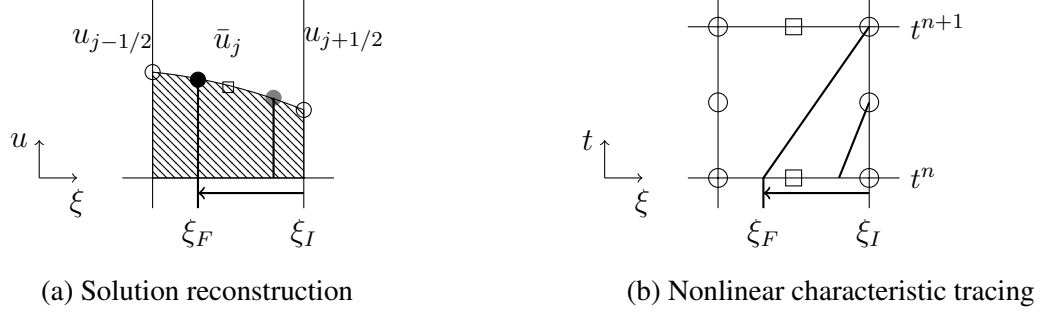 u_{j−1/2} ū_j u_{j+1/2}
u
ξ
ξ_F ξ_I
(a) Solution reconstruction
t^{n+1}
t
t^n
ξ
ξ_F ξ_I
(b) Nonlinear characteristic tracing